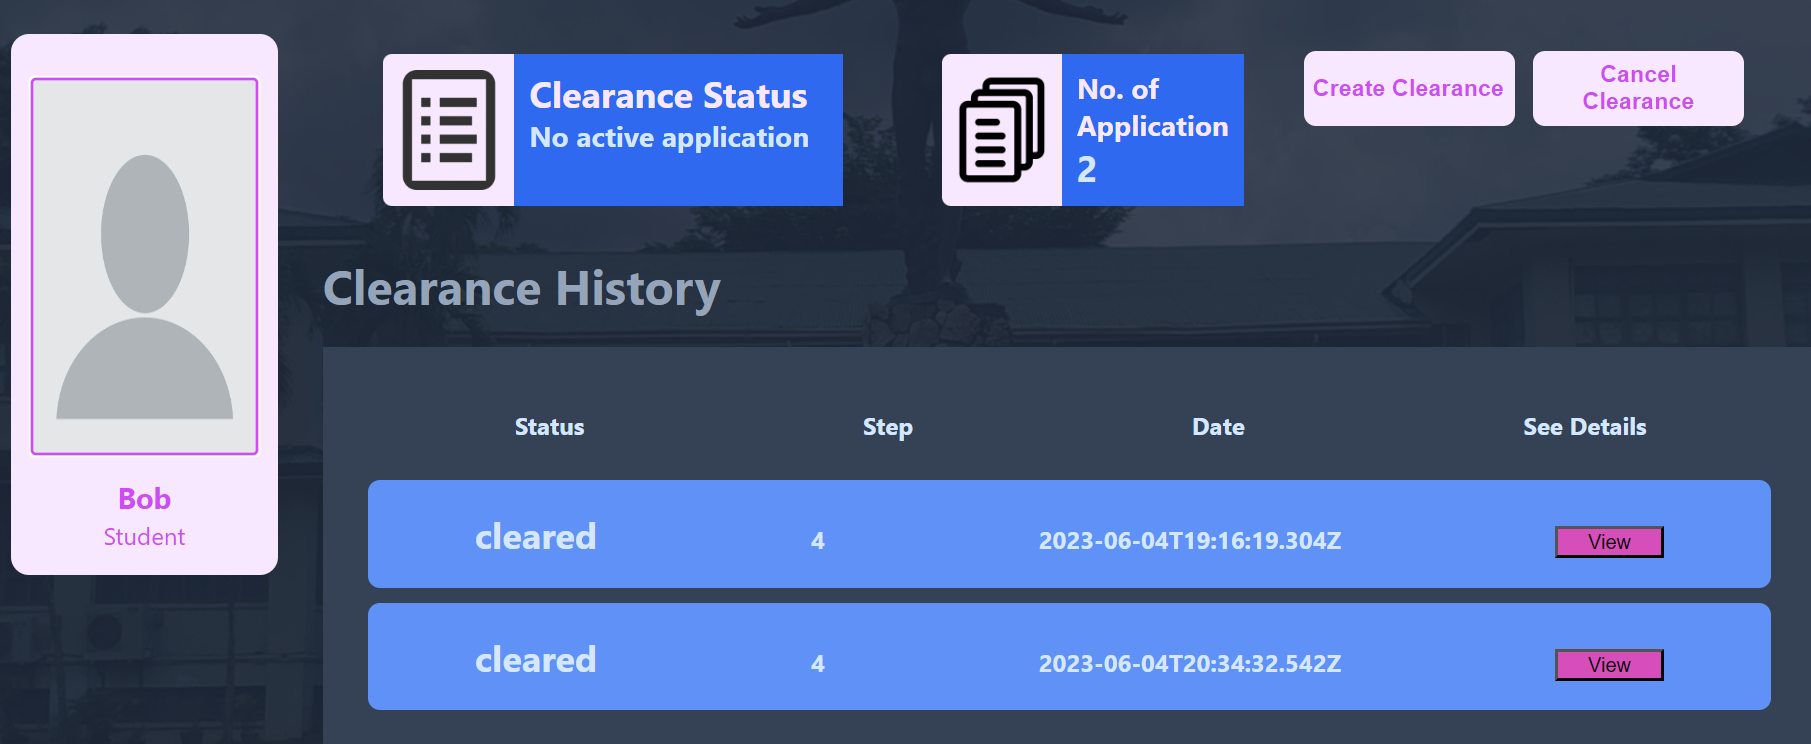 Clearance Status
No active application
No. of
Application
2
Create Clearance
Cancel
Clearance
Bob
Student
Clearance History
Status Step Date See Details
cleared 4 2023-06-04T19:16:19.304Z View
cleared 4 2023-06-04T20:34:32.542Z View